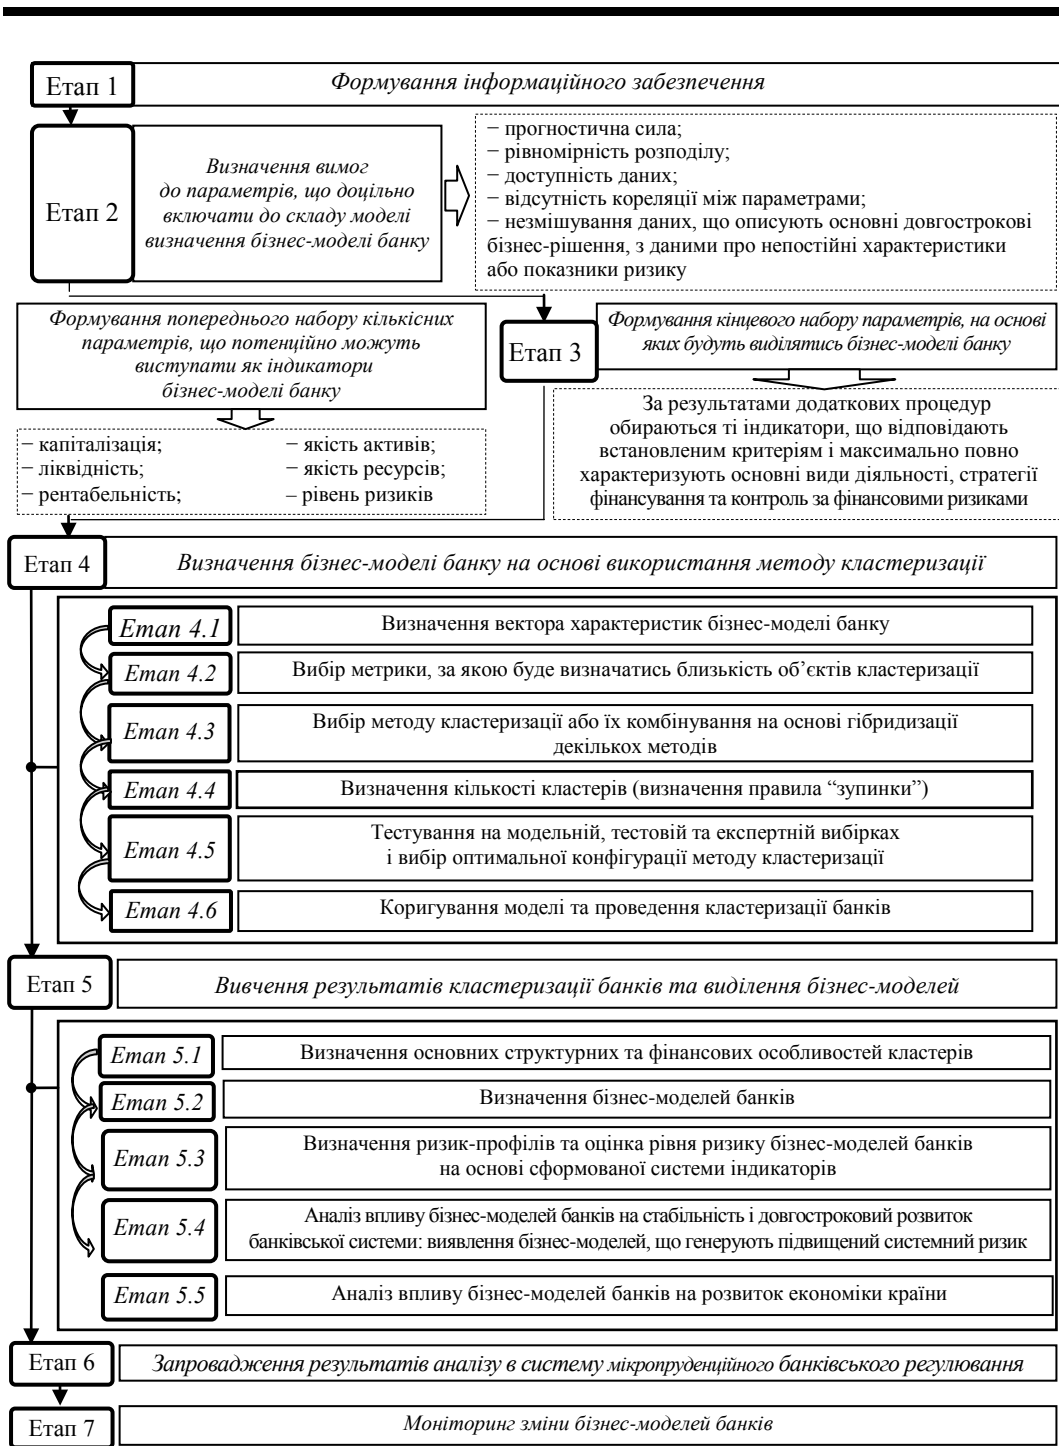 Етап 1
Формування інформаційного забезпечення
Етап 2
Визначення вимог
до параметрів, що доцільно
включати до складу моделі
визначення бізнес-моделі банку
− прогностична сила;
− рівномірність розподілу;
− доступність даних;
− відсутність кореляції між параметрами;
− незмішування даних, що описують основні довгострокові
бізнес-рішення, з даними про непостійні характеристики
або показники ризику
Формування попереднього набору кількісних
параметрів, що потенційно можуть
виступати як індикатори
бізнес-моделі банку
− капіталізація;
− ліквідність;
− рентабельність;
− якість активів;
− якість ресурсів;
– рівень ризиків
Етап 3
Формування кінцевого набору параметрів, на основі
яких будуть виділятись бізнес-моделі банку
За результатами додаткових процедур
обираються ті індикатори, що відповідають
встановленим критеріям і максимально повно
характеризують основні види діяльності, стратегії
фінансування та контроль за фінансовими ризиками
Етап 4
Визначення бізнес-моделі банку на основі використання методу кластеризації
Етап 4.1
Визначення вектора характеристик бізнес-моделі банку
Етап 4.2
Вибір метрики, за якою буде визначатись близькість об’єктів кластеризації
Етап 4.3
Вибір методу кластеризації або їх комбінування на основі гібридизації
декількох методів
Етап 4.4
Визначення кількості кластерів (визначення правила “зупинки”)
Етап 4.5
Тестування на модельній, тестовій та експертній вибірках
і вибір оптимальної конфігурації методу кластеризації
Етап 4.6
Коригування моделі та проведення кластеризації банків
Етап 5
Вивчення результатів кластеризації банків та виділення бізнес-моделей
Етап 5.1
Визначення основних структурних та фінансових особливостей кластерів
Етап 5.2
Визначення бізнес-моделей банків
Етап 5.3
Визначення ризик-профілів та оцінка рівня ризику бізнес-моделей банків
на основі сформованої системи індикаторів
Етап 5.4
Аналіз впливу бізнес-моделей банків на стабільність і довгостроковий розвиток
банківської системи: виявлення бізнес-моделей, що генерують підвищений системний ризик
Етап 5.5
Аналіз впливу бізнес-моделей банків на розвиток економіки країни
Етап 6
Запровадження результатів аналізу в систему мікропруденційного банківського регулювання
Етап 7
Моніторинг зміни бізнес-моделей банків